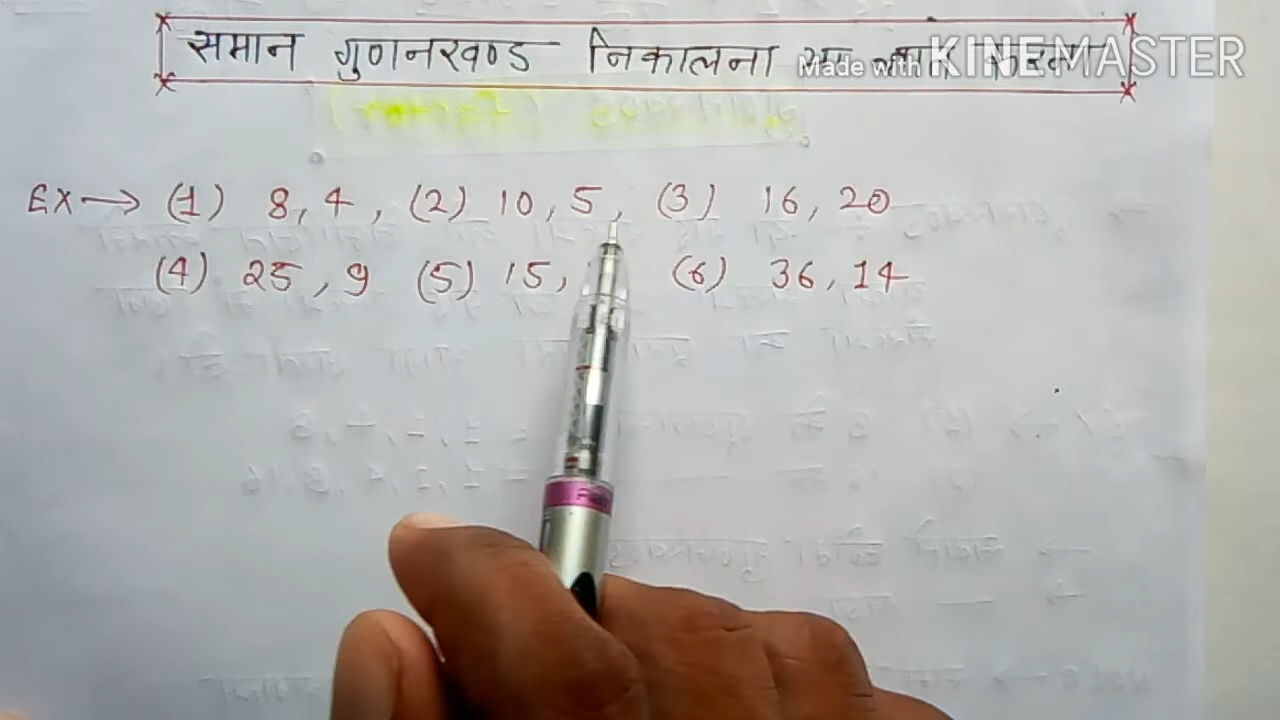 समान गुणनखण्ड निकालना या ज्ञात करना
Made with KINEMASTER
Ex → (1) 8, 4, (2) 10, 5, (3) 16, 20
(4) 25, 9 (5) 15, (6) 36, 14